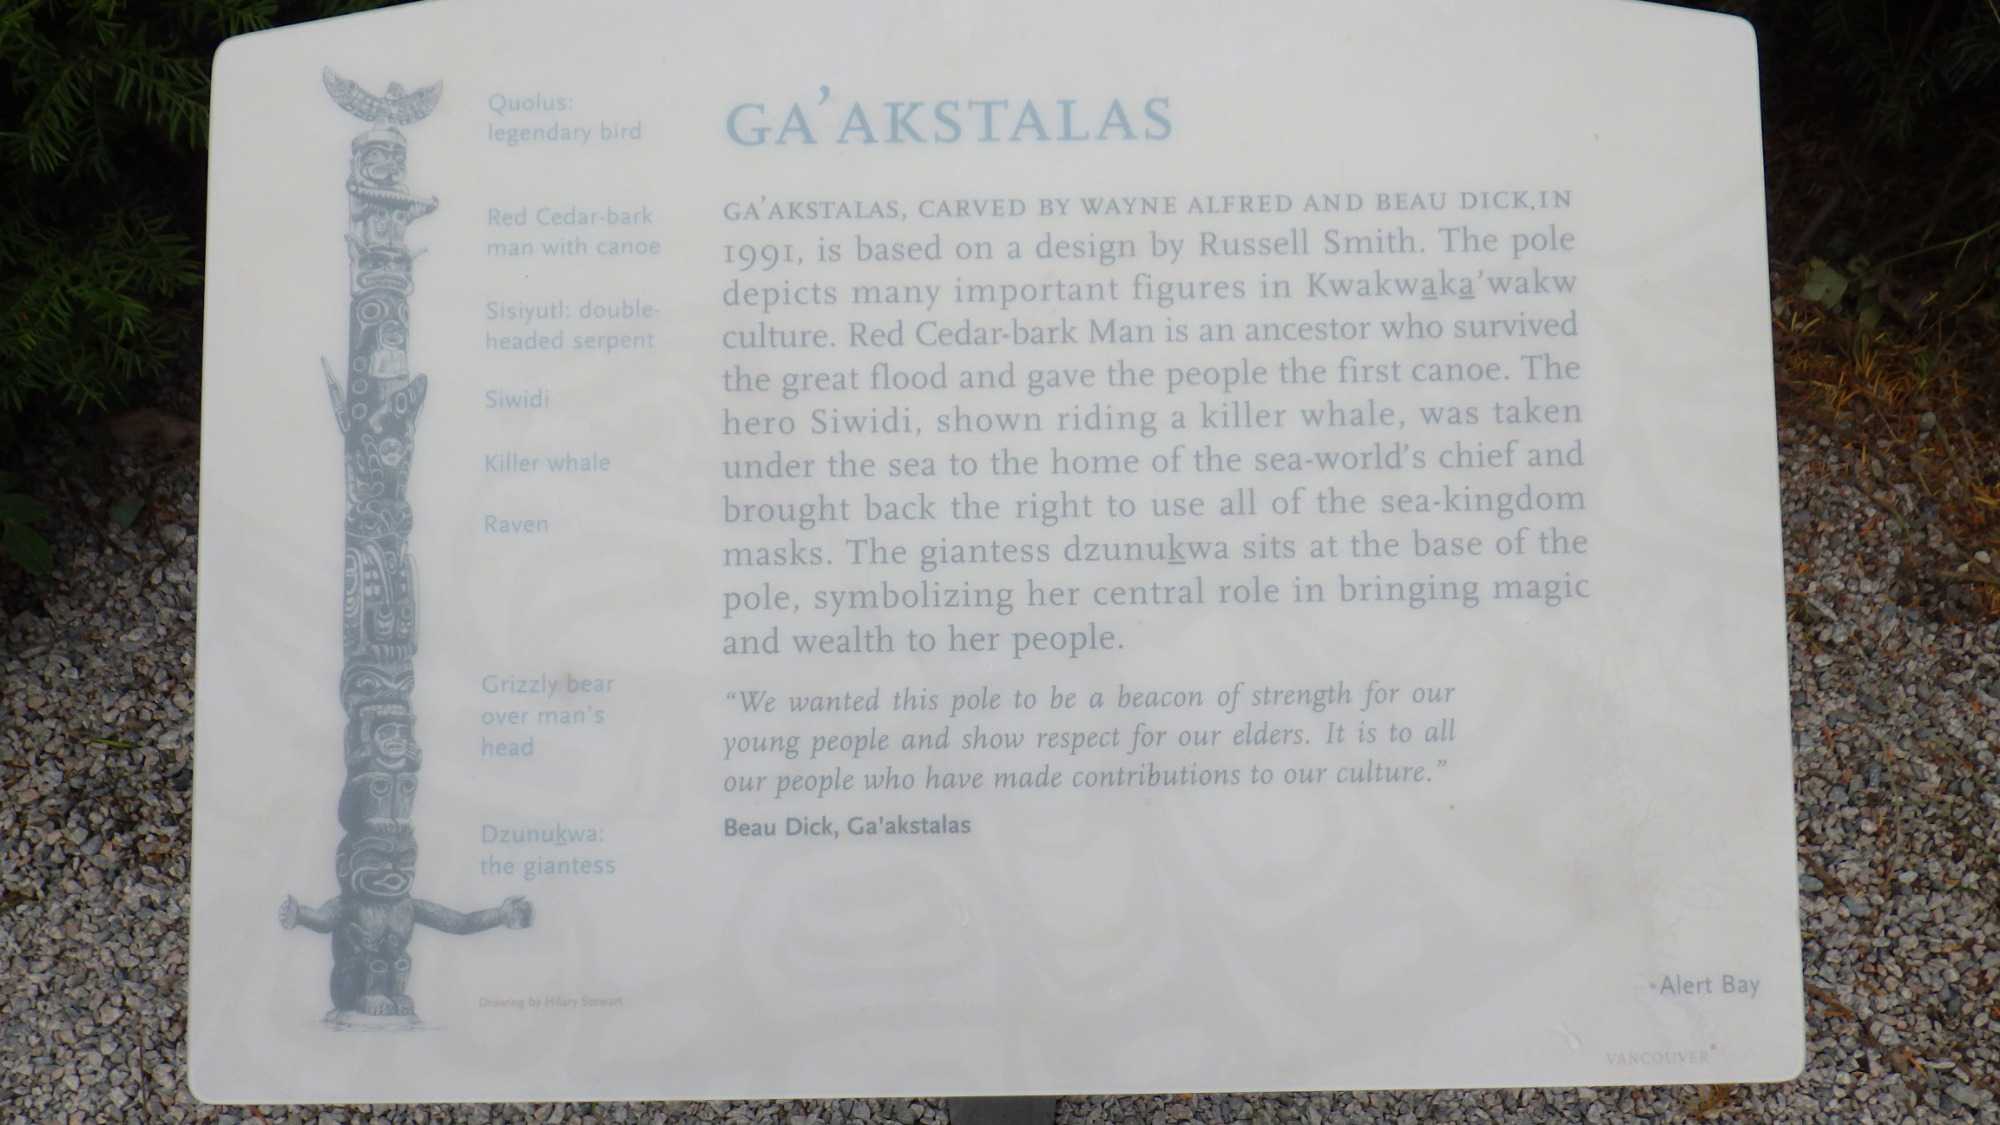 Quolus:
legendary bird
Red Cedar-bark
man with canoe
Sisiyutl: double-
headed serpent
Siwidi
Killer whale
Raven
Grizzly bear
over man's
head
Dzunuḵwa:
the giantess
Drawing by Hilary Stewart
GA'AKSTALAS
GA'AKSTALAS, CARVED BY WAYNE ALFRED AND BEAU DICK, IN
1991, is based on a design by Russell Smith. The pole
depicts many important figures in Kwakwa̱ka̱'wakw
culture. Red Cedar-bark Man is an ancestor who survived
the great flood and gave the people the first canoe. The
hero Siwidi, shown riding a killer whale, was taken
under the sea to the home of the sea-world's chief and
brought back the right to use all of the sea-kingdom
masks. The giantess dzunuḵwa sits at the base of the
pole, symbolizing her central role in bringing magic
and wealth to her people.
"We wanted this pole to be a beacon of strength for our
young people and show respect for our elders. It is to all
our people who have made contributions to our culture."
Beau Dick, Ga'akstalas
Alert Bay
VANCOUVER